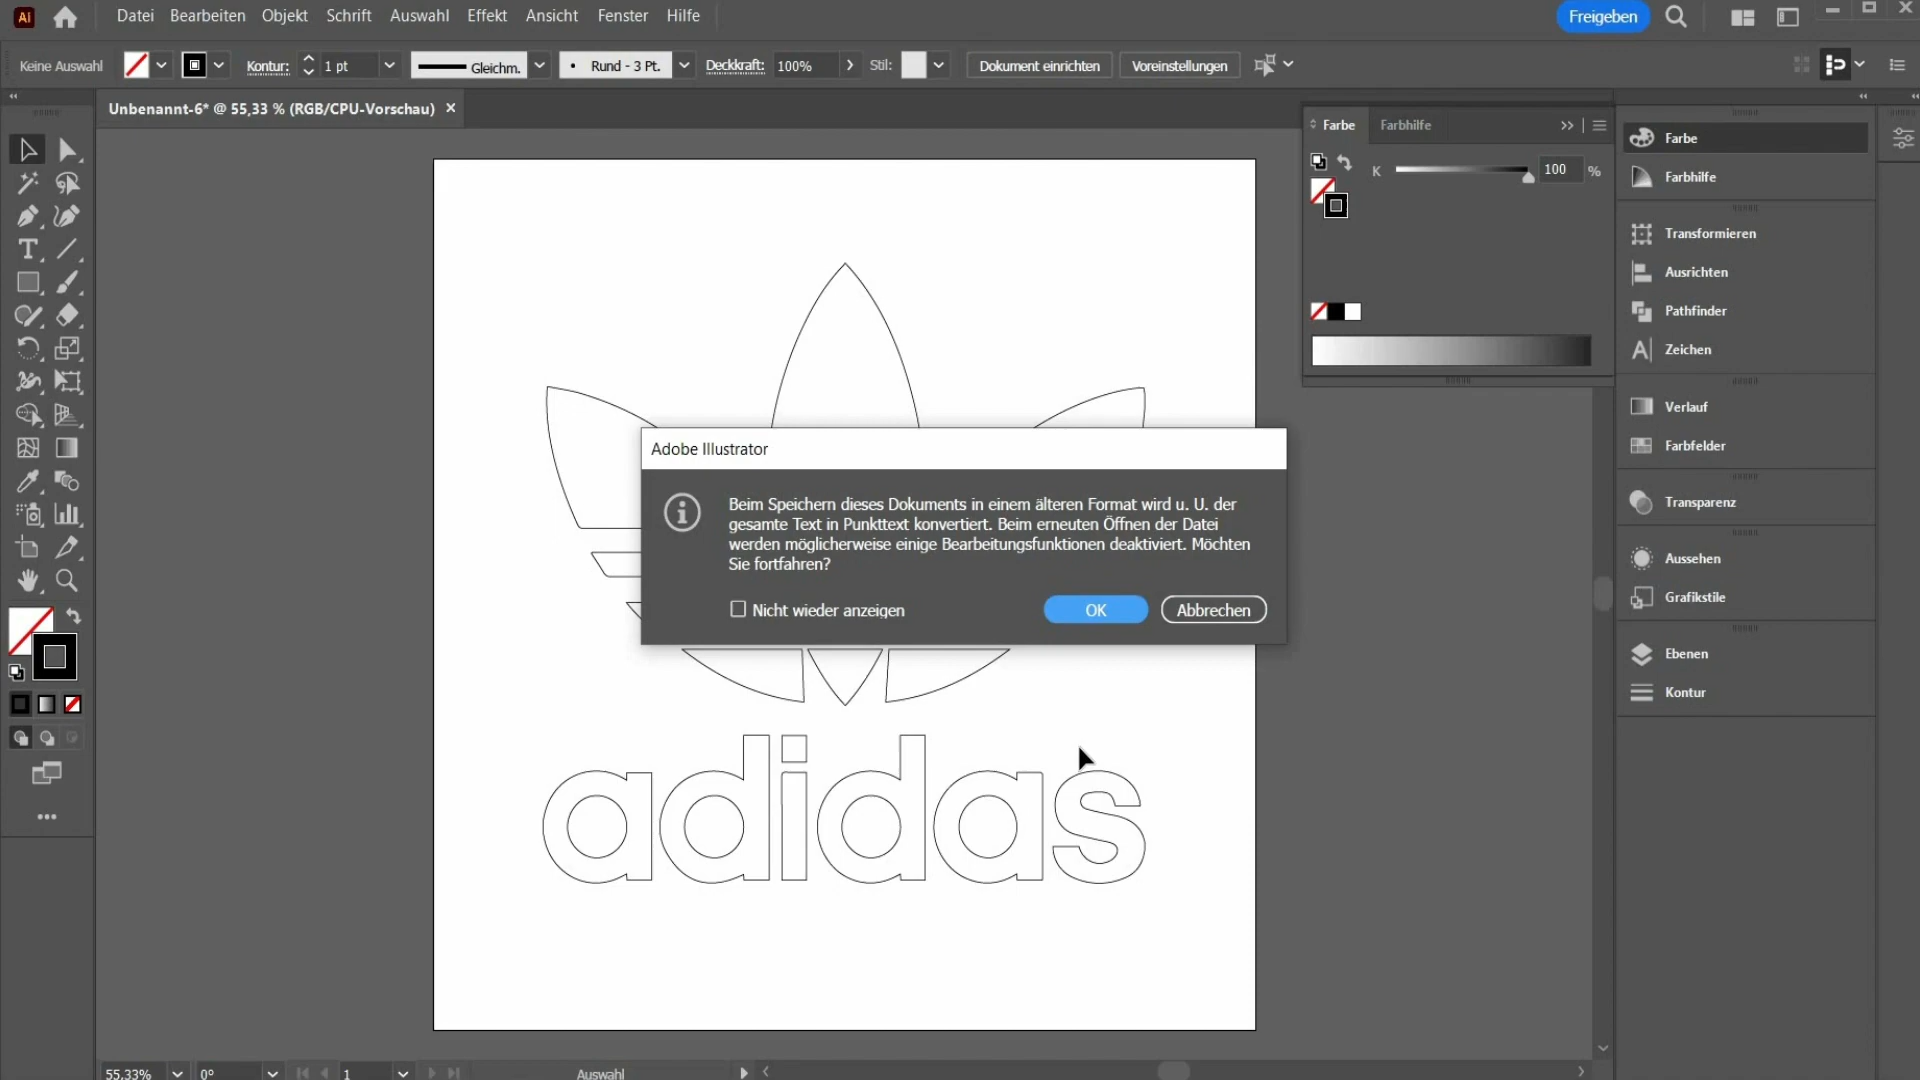 Ai Datei Bearbeiten Objekt Schrift Auswahl Effekt Ansicht Fenster Hilfe Freigeben
Keine Auswahl Kontur: 1 pt Gleichm. Rund - 3 Pt. Deckkraft: 100% Stil: Dokument einrichten Voreinstellungen
Unbenannt-6* @ 55,33 % (RGB/CPU-Vorschau)
Farbe Farbhilfe
K 100 %
Farbe
Farbhilfe
Transformieren
Ausrichten
Pathfinder
Zeichen
Verlauf
Farbfelder
Transparenz
Aussehen
Grafikstile
Ebenen
Kontur
Adobe Illustrator
Beim Speichern dieses Dokuments in einem älteren Format wird u. U. der
gesamte Text in Punkttext konvertiert. Beim erneuten Öffnen der Datei
werden möglicherweise einige Bearbeitungsfunktionen deaktiviert. Möchten
Sie fortfahren?
Nicht wieder anzeigen OK Abbrechen
adidas
55,33% 0° 1 Auswahl